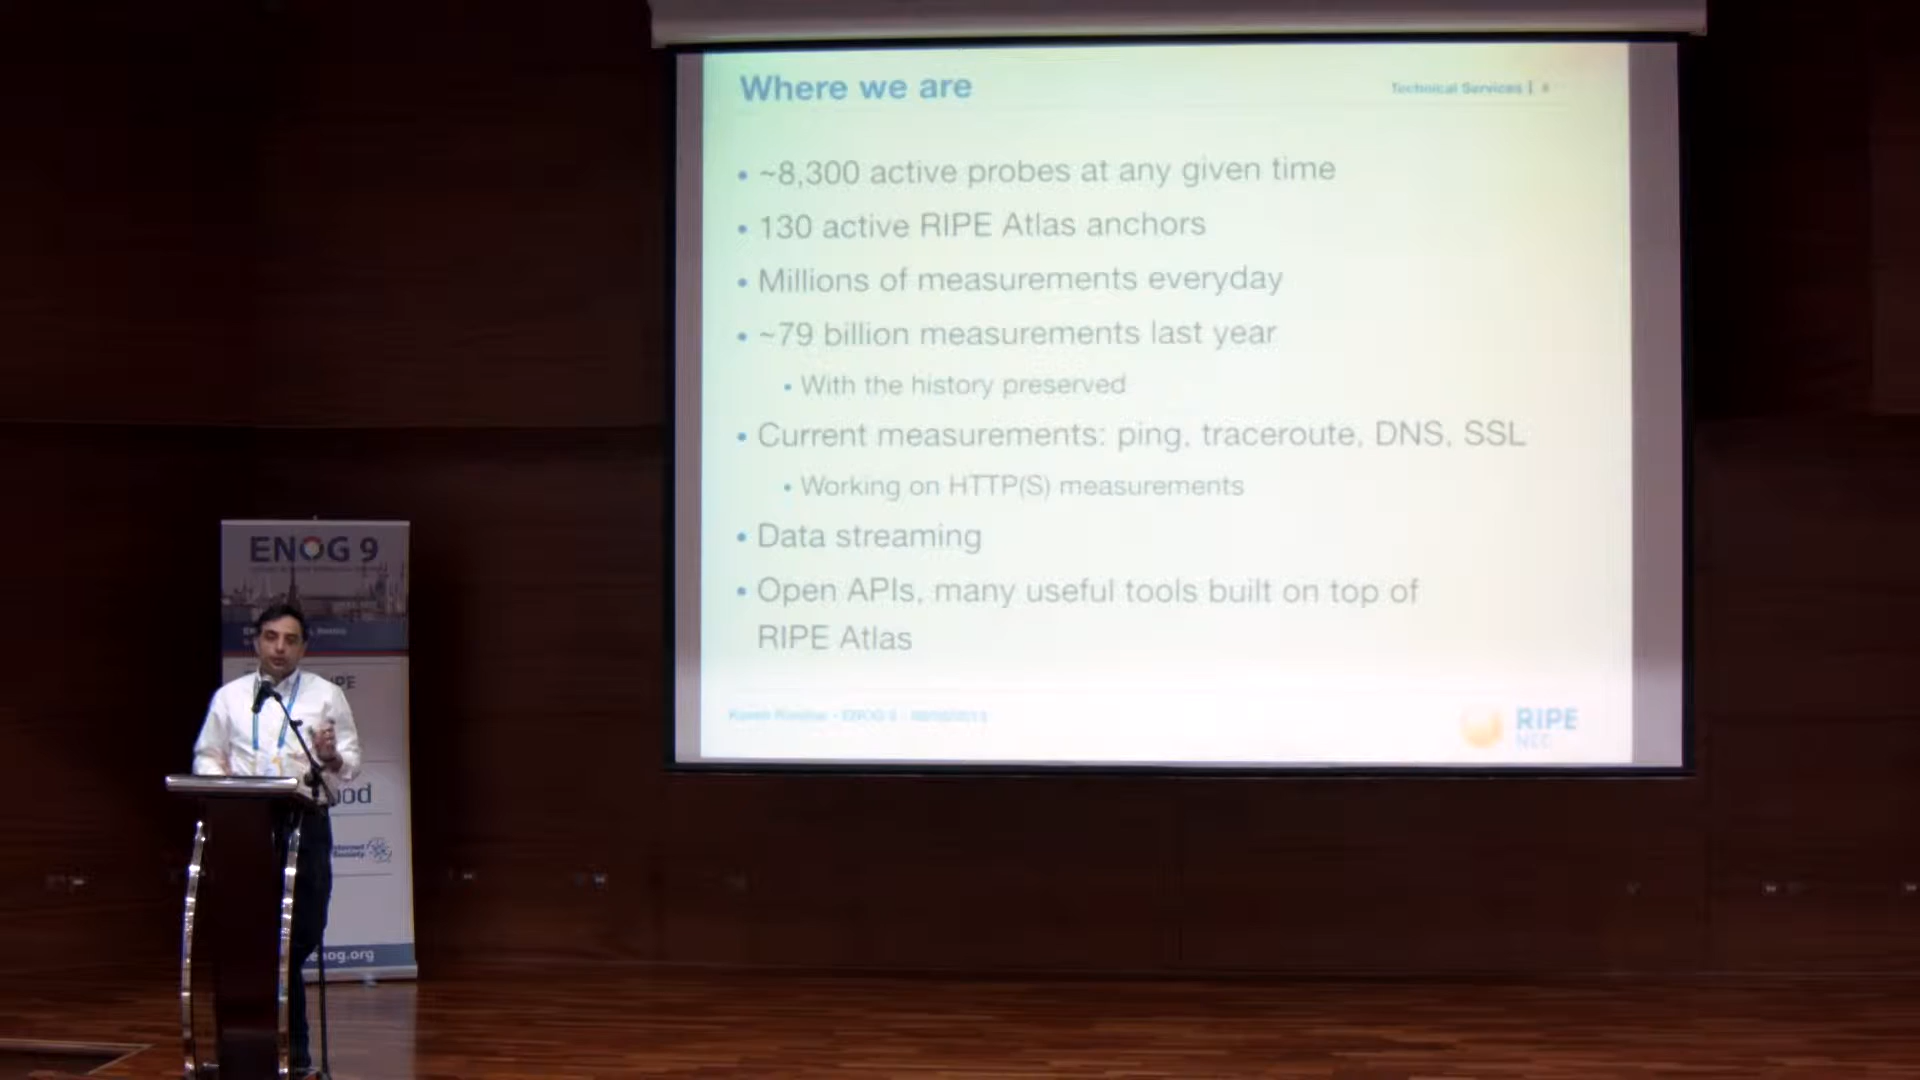 Where we are
Technical Services
• ~8,300 active probes at any given time
• 130 active RIPE Atlas anchors
• Millions of measurements everyday
• ~79 billion measurements last year
• With the history preserved
• Current measurements: ping, traceroute, DNS, SSL
• Working on HTTP(S) measurements
• Data streaming
• Open APIs, many useful tools built on top of
RIPE Atlas
ENOG 9
RIPE
NCC
ENOG 9
enog.org